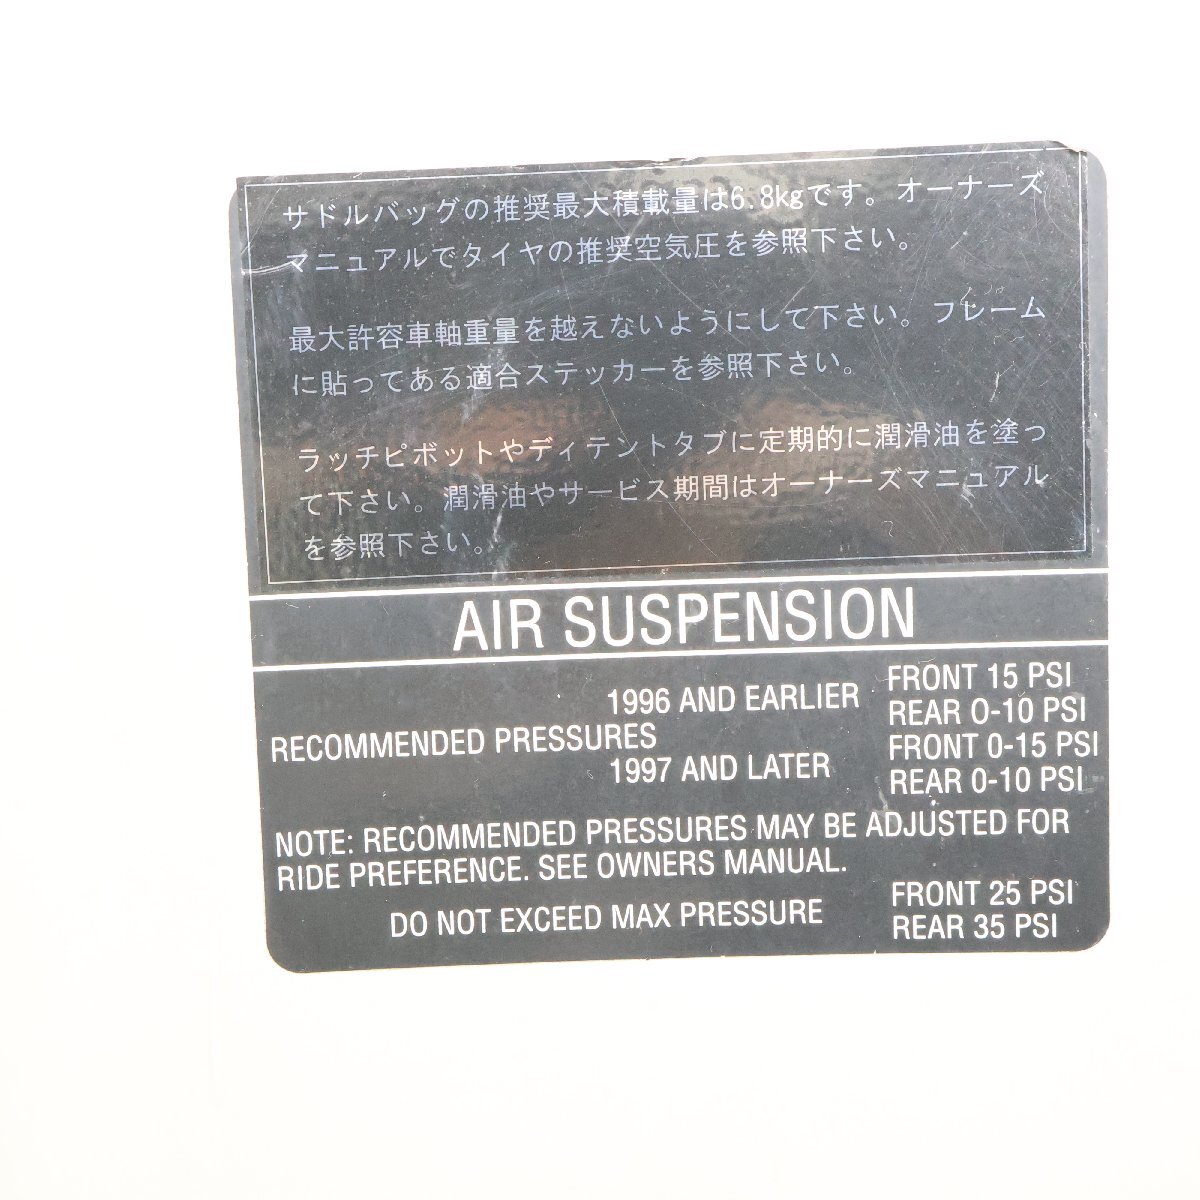 サドルバッグの推奨最大積載量は6.8kgです。オーナーズ
マニュアルでタイヤの推奨空気圧を参照下さい。
最大許容車軸重量を越えないようにして下さい。フレーム
に貼ってある適合ステッカーを参照下さい。
ラッチピボットやディテントタブに定期的に潤滑油を塗っ
て下さい。潤滑油やサービス期間はオーナーズマニュアル
を参照下さい。
AIR SUSPENSION
RECOMMENDED PRESSURES
1996 AND EARLIER
FRONT 15 PSI
REAR 0-10 PSI
1997 AND LATER
FRONT 0-15 PSI
REAR 0-10 PSI
NOTE: RECOMMENDED PRESSURES MAY BE ADJUSTED FOR
RIDE PREFERENCE. SEE OWNERS MANUAL.
DO NOT EXCEED MAX PRESSURE
FRONT 25 PSI
REAR 35 PSI